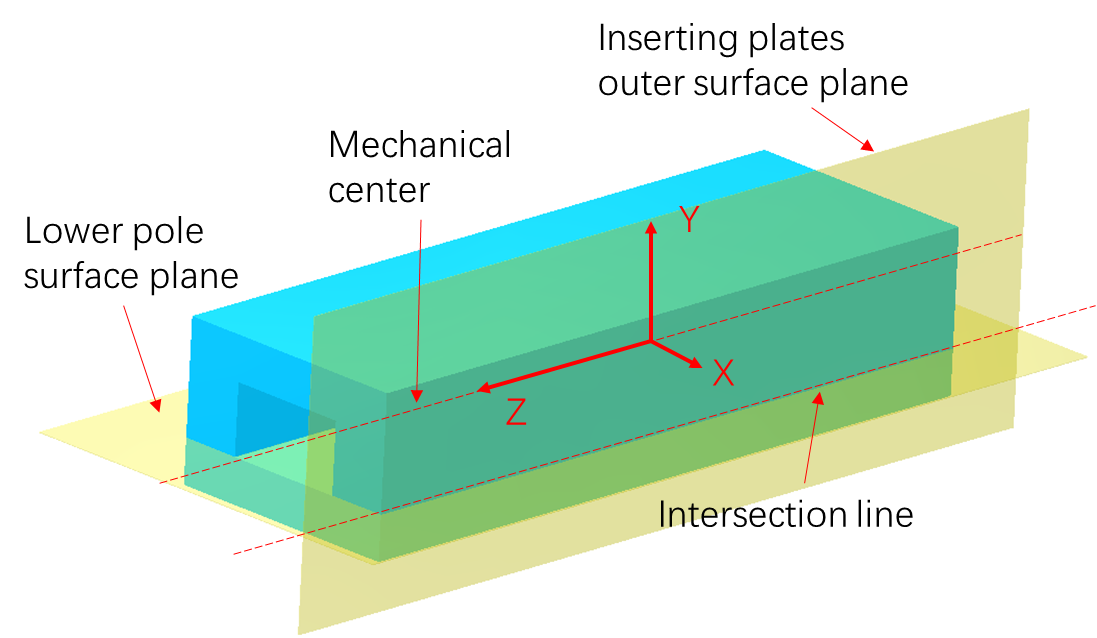 Inserting plates
outer surface plane
Mechanical
center
Lower pole
surface plane
Y
X
Z
Intersection line